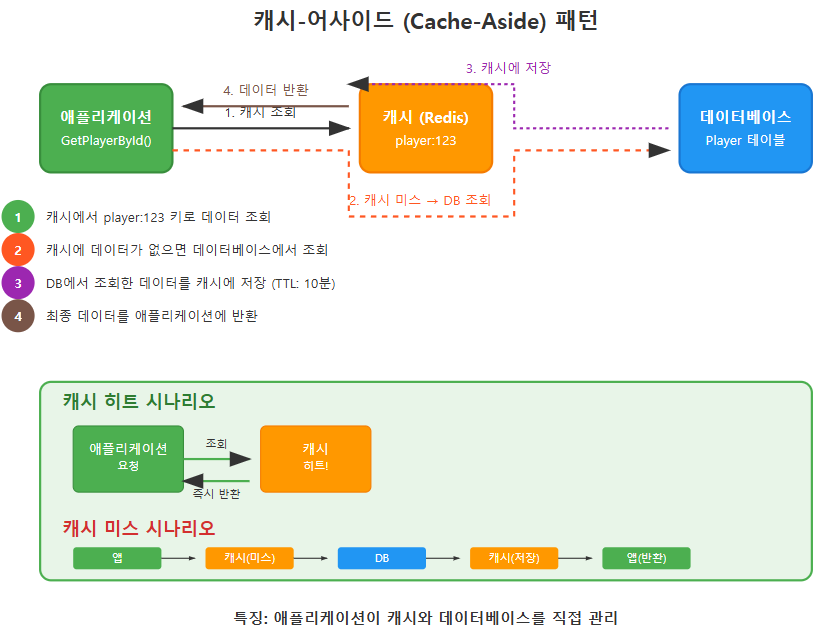 캐시-어사이드 (Cache-Aside) 패턴
3. 캐시에 저장
4. 데이터 반환
1. 캐시 조회
애플리케이션
GetPlayerById()
캐시 (Redis)
player:123
데이터베이스
Player 테이블
2. 캐시 미스 → DB 조회
1 캐시에서 player:123 키로 데이터 조회
2 캐시에 데이터가 없으면 데이터베이스에서 조회
3 DB에서 조회한 데이터를 캐시에 저장 (TTL: 10분)
4 최종 데이터를 애플리케이션에 반환
캐시 히트 시나리오
애플리케이션
요청
조회
즉시 반환
캐시
히트!
캐시 미스 시나리오
앱 캐시(미스) DB 캐시(저장) 앱(반환)
특징: 애플리케이션이 캐시와 데이터베이스를 직접 관리